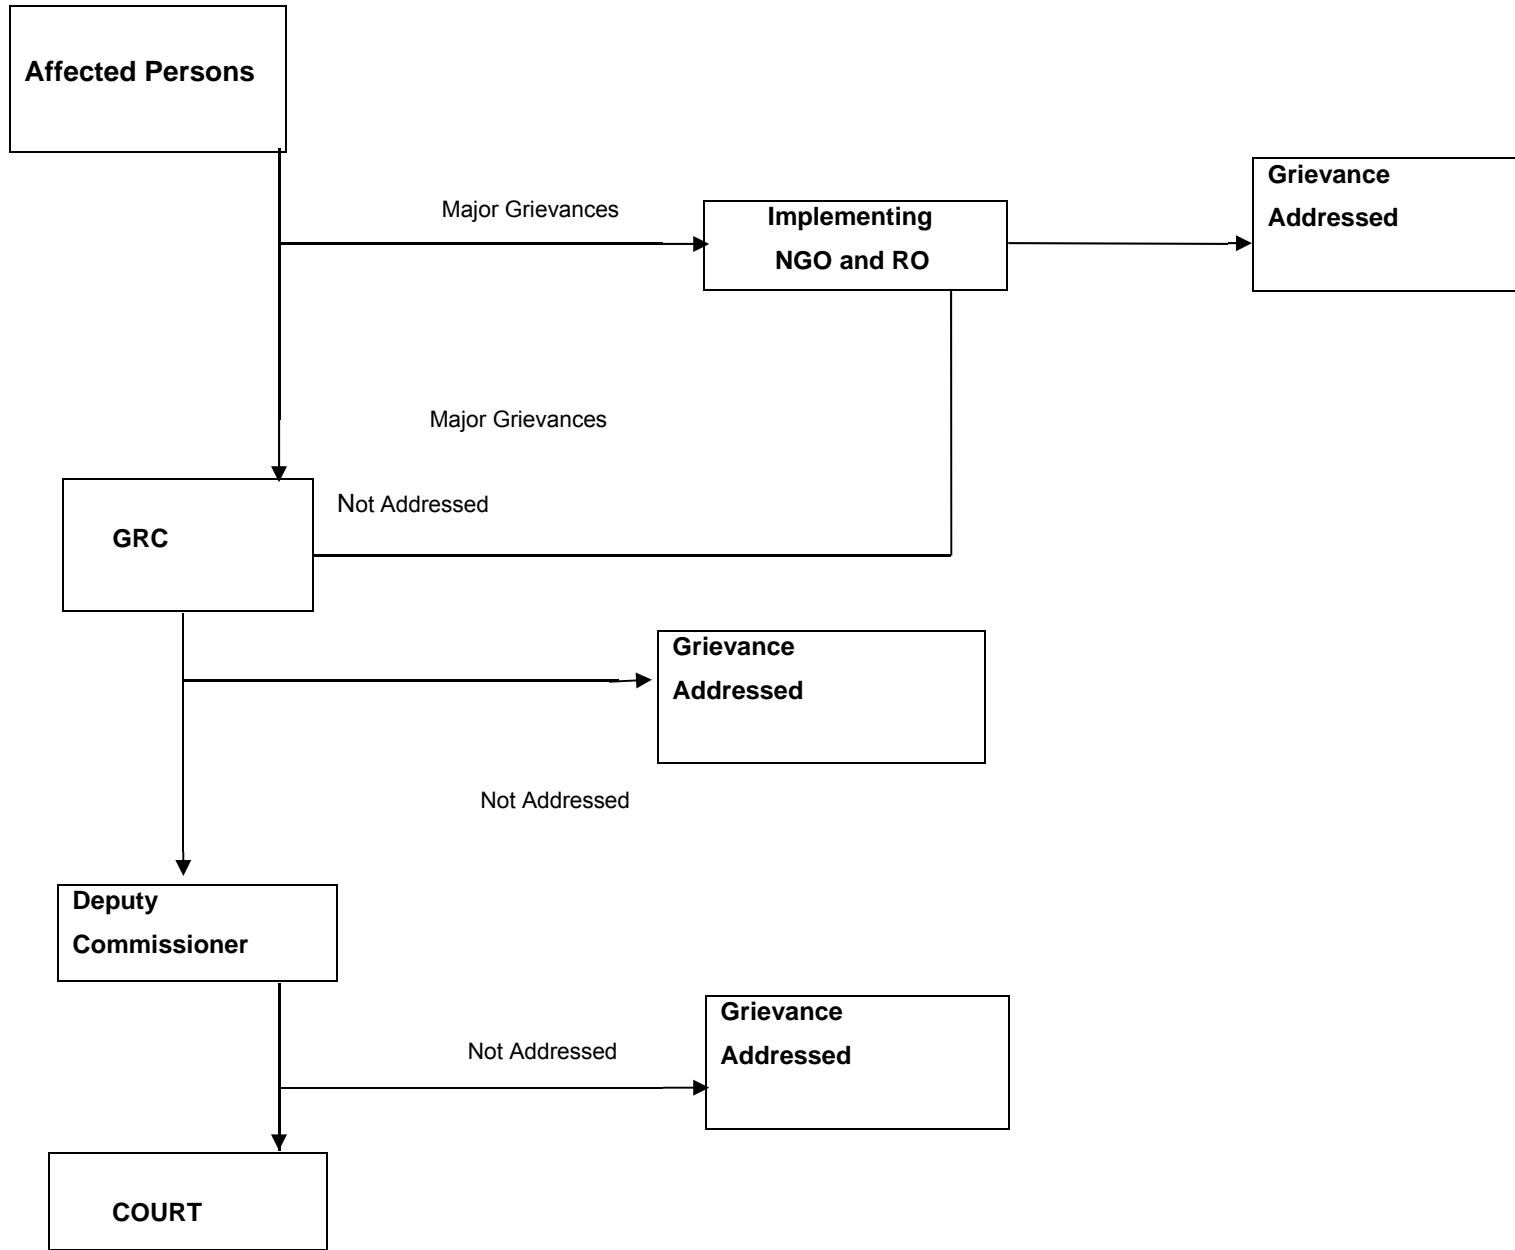 Affected Persons
Major Grievances
Implementing
NGO and RO
Grievance
Addressed
Major Grievances
Not Addressed
GRC
Grievance
Addressed
Not Addressed
Deputy
Commissioner
Grievance
Addressed
Not Addressed
COURT